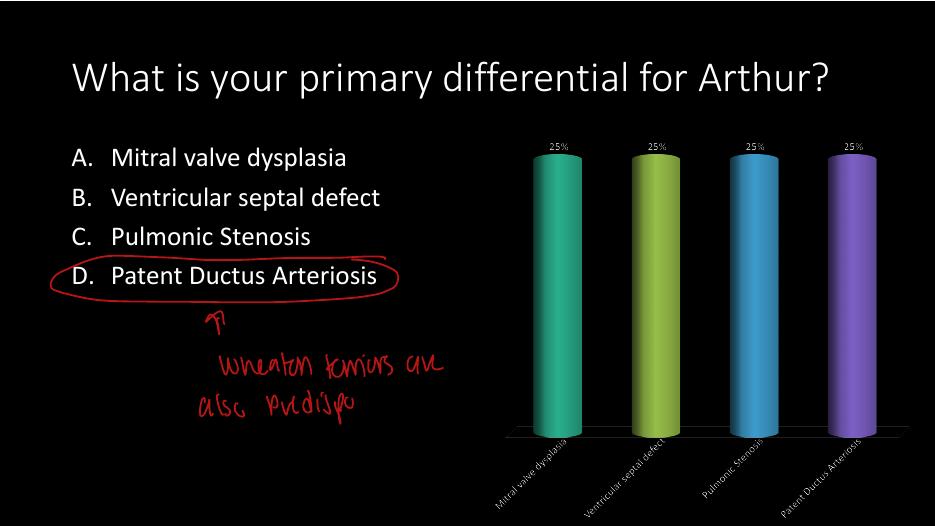 What is your primary differential for Arthur?
A. Mitral valve dysplasia
B. Ventricular septal defect
C. Pulmonic Stenosis
D. Patent Ductus Arteriosis
wheaton terriors are
also predispo
25% 25% 25% 25%
Mitral valve dysplasia
Ventricular septal defect
Pulmonic Stenosis
Patent Ductus Arteriosis